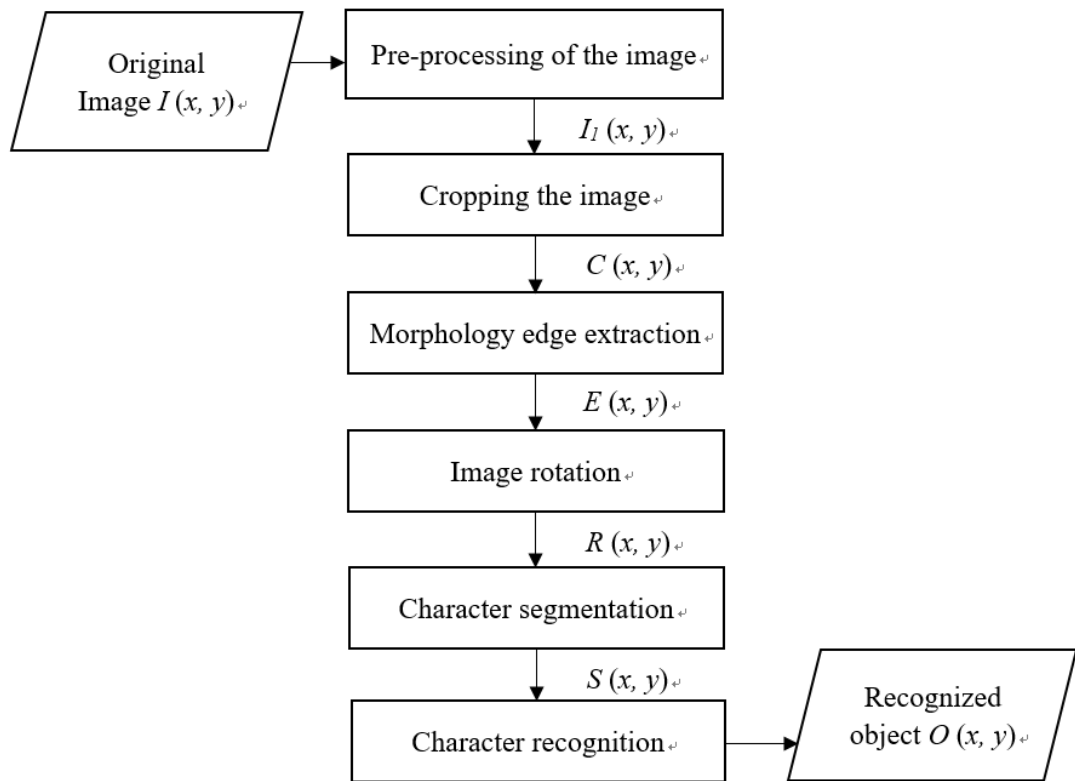 Original
Image I (x, y)
Pre-processing of the image
I₁ (x, y)
Cropping the image
C (x, y)
Morphology edge extraction
E (x, y)
Image rotation
R (x, y)
Character segmentation
S (x, y)
Character recognition
Recognized
object O (x, y)